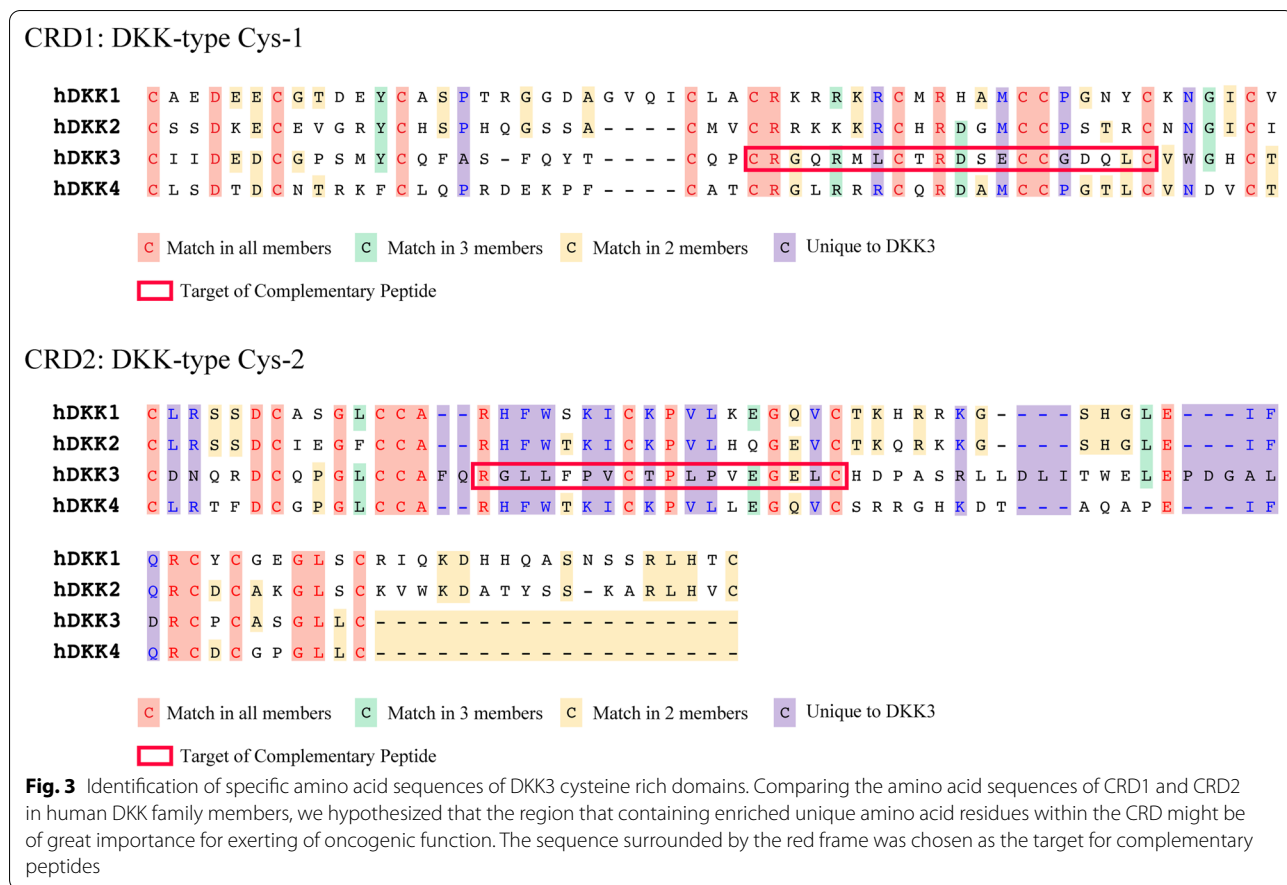 CRD1: DKK-type Cys-1
hDKK1 C A E D E E C G T D E Y C A S P T R G G D A G V Q I C L A C R K R R K R C M R H A M C C P G N Y C K N G I C V
hDKK2 C S S D K E C E V G R Y C H S P H Q G S S A - - - - C M V C R R K K K R C H R D G M C C P S T R C N N G I C I
hDKK3 C I I D E D C G P S M Y C Q F A S - F Q Y T - - - - C Q P C R G Q R M L C T R D S E C C G D Q L C V W G H C T
hDKK4 C L S D T D C N T R K F C L Q P R D E K P F - - - - C A T C R G L R R R C Q R D A M C C P G T L C V N D V C T
C Match in all members C Match in 3 members C Match in 2 members C Unique to DKK3
Target of Complementary Peptide
CRD2: DKK-type Cys-2
hDKK1 C L R S S D C A S G L C C A - - R H F W S K I C K P V L K E G Q V C T K H R R K G - - - - S H G L E - - - I F
hDKK2 C L R S S D C I E G F C C A - - R H F W T K I C K P V L H Q G E V C T K Q R K K G - - - - S H G L E - - - I F
hDKK3 C D N Q R D C Q P G L C C A F Q R G L L F P V C T P L P V E G E L C H D P A S R L L D L I T W E L E P D G A L
hDKK4 C L R T F D C G P G L C C A - - R H F W T K I C K P V L L E G Q V C S R R G H K D T - - - A Q A P E - - - I F
hDKK1 Q R C Y C G E G L S C R I Q K D H H Q A S N S S R L H T C
hDKK2 Q R C D C A K G L S C K V W K D A T Y S S - K A R L H V C
hDKK3 D R C P C A S G L L C - - - - - - - - - - - - - - - - - -
hDKK4 Q R C D C G P G L L C - - - - - - - - - - - - - - - - - -
C Match in all members C Match in 3 members C Match in 2 members C Unique to DKK3
Target of Complementary Peptide
Fig. 3 Identification of specific amino acid sequences of DKK3 cysteine rich domains. Comparing the amino acid sequences of CRD1 and CRD2
in human DKK family members, we hypothesized that the region that containing enriched unique amino acid residues within the CRD might be
of great importance for exerting of oncogenic function. The sequence surrounded by the red frame was chosen as the target for complementary
peptides